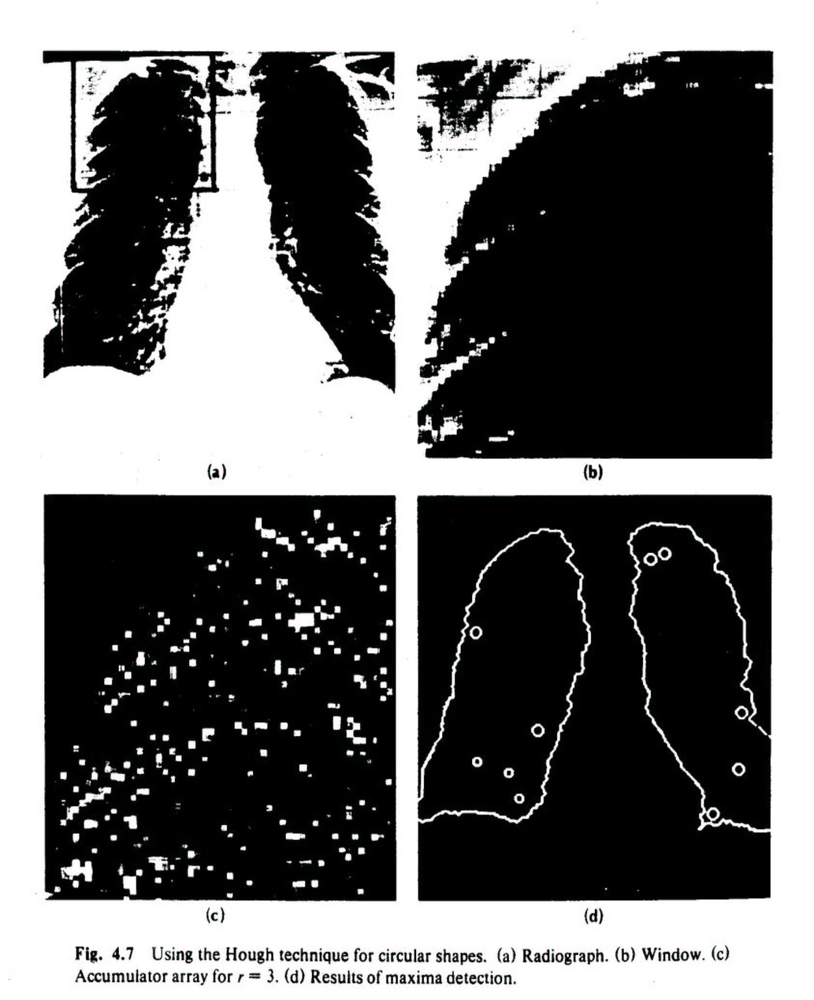 (a)
(b)
(c)
(d)
Fig. 4.7 Using the Hough technique for circular shapes. (a) Radiograph. (b) Window. (c)
Accumulator array for r = 3. (d) Results of maxima detection.